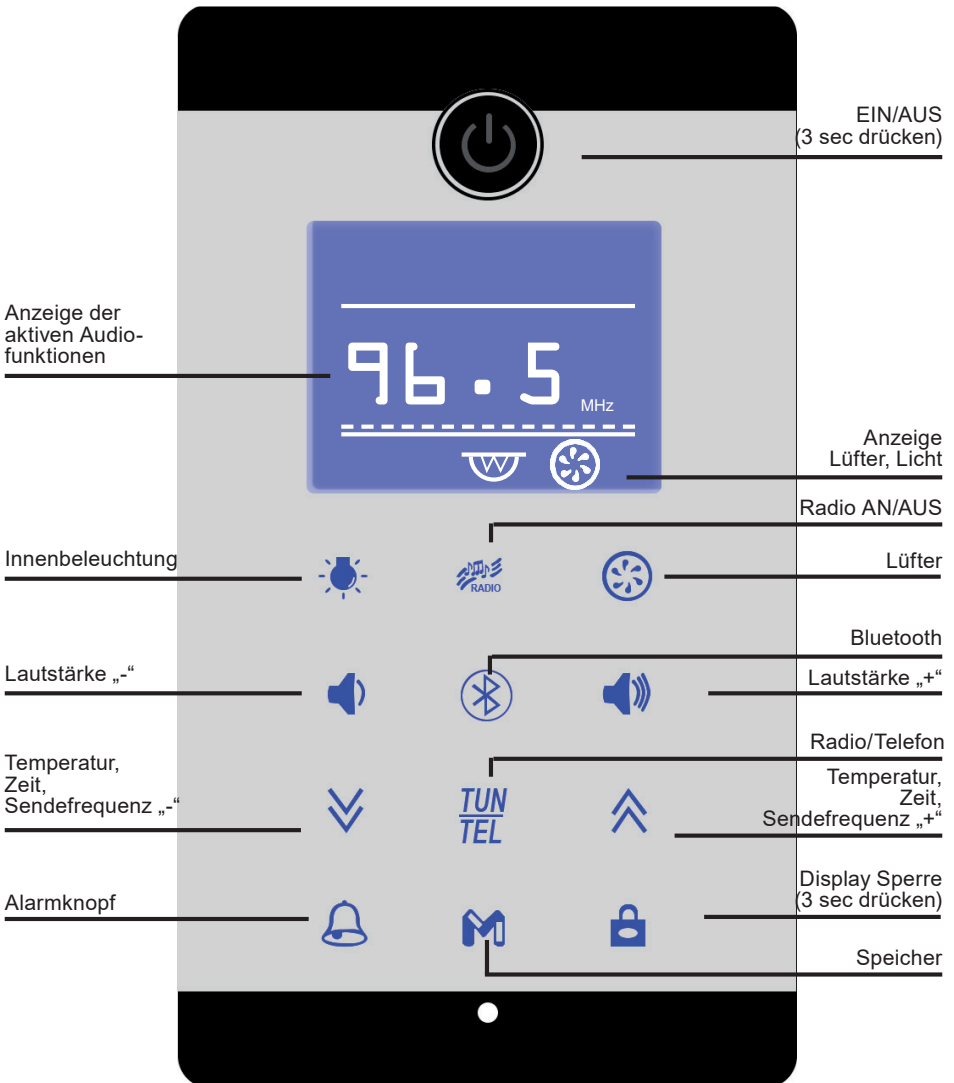 EIN/AUS
(3 sec drücken)
Anzeige der
aktiven Audio-
funktionen
96.5
MHz
Anzeige
Lüfter, Licht
Radio AN/AUS
Innenbeleuchtung
RADIO
Lüfter
Bluetooth
Lautstärke „-“
Lautstärke „+“
Radio/Telefon
Temperatur,
Zeit,
Sendefrequenz „-“
TUN
TEL
Temperatur,
Zeit,
Sendefrequenz „+“
Alarmknopf
M
Display Sperre
(3 sec drücken)
Speicher